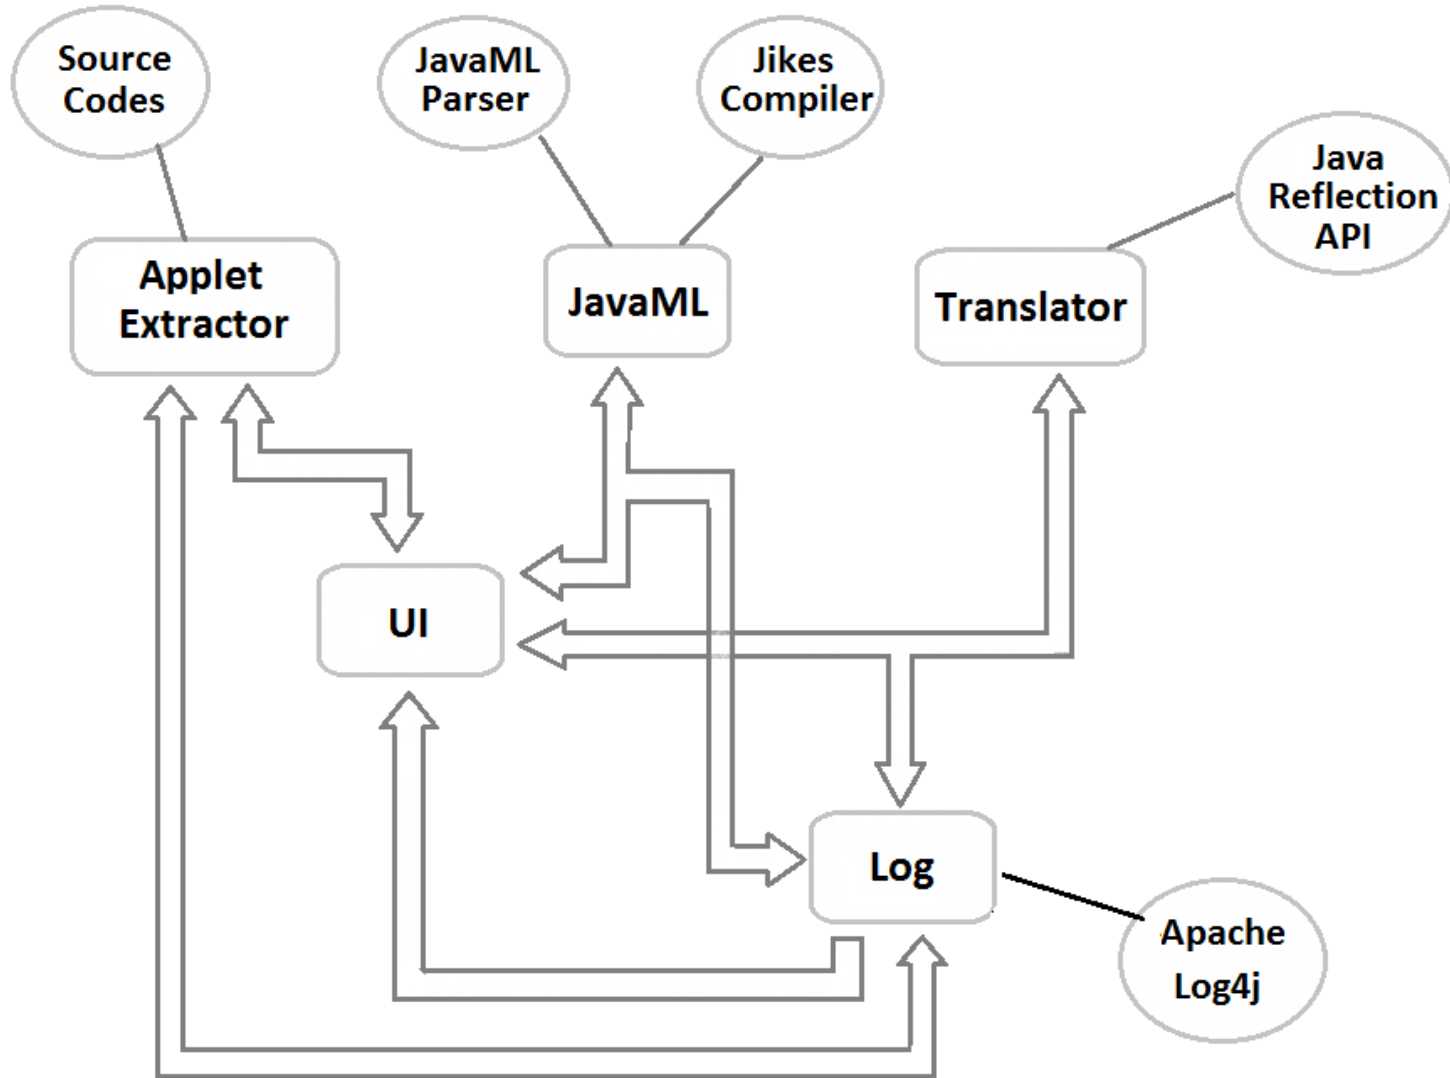 Source
Codes
JavaML
Parser
Jikes
Compiler
Java
Reflection
API
Applet
Extractor
JavaML
Translator
UI
Log
Apache
Log4j